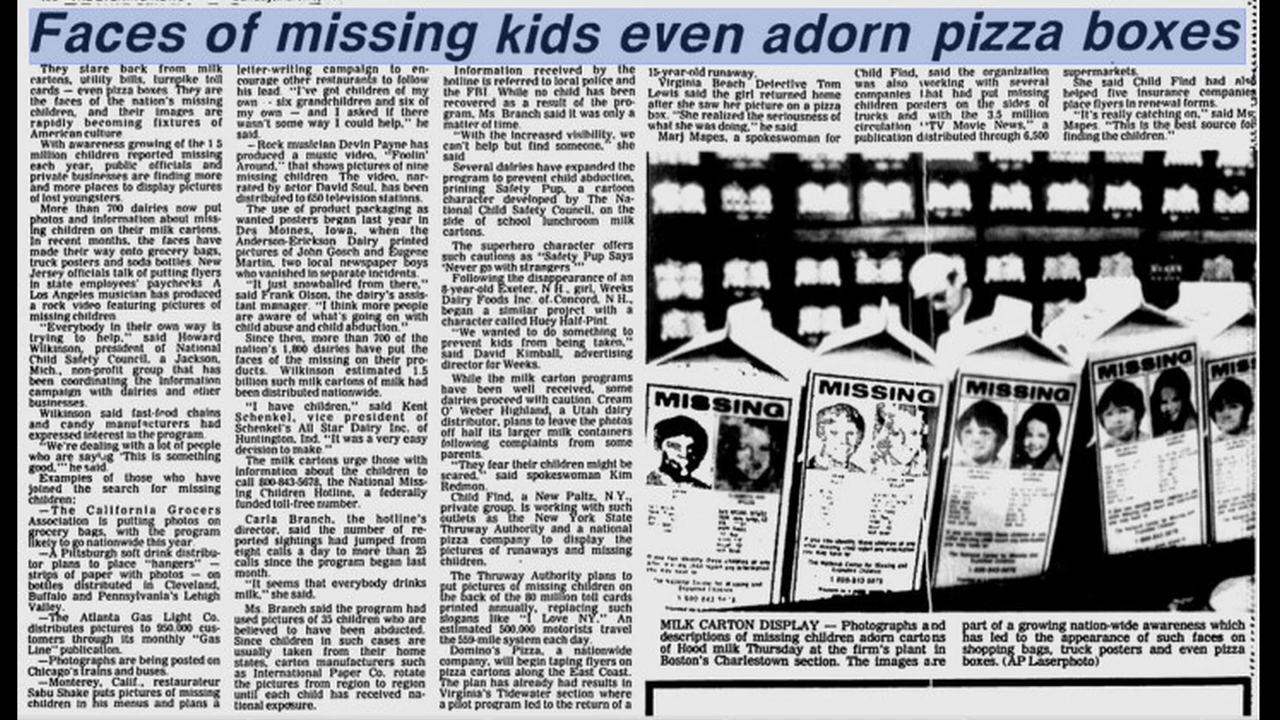 Faces of missing kids even adorn pizza boxes
They stare back from milk
cartons, utility bills, turnpike toll
cards — even pizza boxes. They are
the faces of the nation's missing
children, and their images are
rapidly becoming fixtures of
American culture
With awareness growing of the 1 5
million children reported missing
each year, public officials and
private businesses are finding more
and more places to display pictures
of lost youngsters.
More than 700 dairies now put
photos and information about miss-
ing children on their milk cartons.
In recent months, the faces have
made their way onto grocery bags,
truck posters and soda bottles. New
Jersey officials talk of putting flyers
in state employees' paychecks A
Los Angeles musician has produced
a rock video featuring pictures of
missing children
"Everybody in their own way is
trying to help," said Howard
Wilkinson, president of National
Child Safety Council, a Jackson,
Mich., non-profit group that has
been coordinating the information
campaign with dairies and other
businesses.
Wilkinson said fast-food chains
and candy manufacturers had
expressed interest in the program.
"We're dealing with a lot of people
who are saying 'This is something
good,'" he said.
Examples of those who have
joined the search for missing
children:
—The California Grocers
Association is putting photos on
grocery bags, with the program
likely to go nationwide this year.
—A Pittsburgh soft drink distribu-
tor plans to place "hangers" —
strips of paper with photos — on
bottles distributed in Cleveland,
Buffalo and Pennsylvania's Lehigh
Valley.
—The Atlanta Gas Light Co.
distributes pictures to 950,000 cus-
tomers through its monthly "Gas
Line" publication.
—Photographs are being posted on
Chicago's trains and buses.
—Monterey, Calif., restaurateur
Sabu Shake puts pictures of missing
children in his menus and plans a
letter-writing campaign to en-
courage other restaurants to follow
his lead. "I've got children of my
own - - six grandchildren and six of
my own — and I asked if there
wasn't some way I could help," he
said.
—Rock musician Devin Payne has
produced a music video, "Foolin'
Around," that shows pictures of nine
missing children. The video, nar-
rated by actor David Soul, has been
distributed to 650 television stations.
The use of product packaging as
wanted posters began last year in
Des Moines, Iowa, when the
Anderson-Erickson Dairy printed
pictures of John Gosch and Eugene
Martin, two local newspaper boys
who vanished in separate incidents.
"It just snowballed from there,"
said Frank Olson, the dairy's assis-
tant manager. "I think more people
are aware of what's going on with
child abuse and child abduction."
Since then, more than 700 of the
nation's 1,800 dairies have put the
faces of the missing on their pro-
ducts. Wilkinson estimated 1.5
billion such milk cartons of milk had
been distributed nationwide.
"I have children," said Kent
Schenkel, vice president of
Schenkel's All Star Dairy Inc. of
Huntington, Ind. "It was a very easy
decision to make."
The milk cartons urge those with
information about the children to
call 800-843-5678, the National Miss-
ing Children Hotline, a federally
funded toll-free number.
Carla Branch, the hotline's
director, said the number of re-
ported sightings had jumped from
eight calls a day to more than 25
calls since the program began last
month.
"It seems that everybody drinks
milk," she said.
Ms. Branch said the program had
used pictures of 35 children who are
believed to have been abducted.
Since children in such cases are
usually taken from their home
states, carton manufacturers such
as International Paper Co. rotate
the pictures from region to region
until each child has received na-
tional exposure.
Information received by the
hotline is referred to local police and
the FBI While no child has been
recovered as a result of the pro-
gram, Ms. Branch said it was only a
matter of time.
"With the increased visibility, we
can't help but find someone," she
said
Several dairies have expanded the
program to prevent child abduction,
printing Safety Pup, a cartoon
character developed by The Na-
tional Child Safety Council, on the
side of school lunchroom milk
cartons.
The superhero character offers
such cautions as "Safety Pup Says
'Never go with strangers '"
Following the disappearance of an
8-year-old Exeter, N H , girl, Weeks
Dairy Foods Inc. of Concord, N H.,
began a similar project with a
character called Huey Half-Pint
"We wanted to do something to
prevent kids from being taken,"
said David Kimball, advertising
director for Weeks.
While the milk carton programs
have been well received, some
dairies proceed with caution. Cream
O' Weber Highland, a Utah dairy
distributor, plans to leave the photos
off half its larger milk containers
following complaints from some
parents.
"They fear their children might be
scared," said spokeswoman Kim
Redmon.
Child Find, a New Paltz, N.Y.,
private group, is working with such
outlets as the New York State
Thruway Authority and a national
pizza company to display the
pictures of runaways and missing
children.
The Thruway Authority plans to
put pictures of missing children on
the back of the 80 million toll cards
printed annually, replacing such
slogans like "I Love NY." An
estimated 500,000 motorists travel
the 559-mile system each day.
Domino's Pizza, a nationwide
company, will begin taping flyers on
pizza cartons along the East Coast.
The plan has already had results in
Virginia's Tidewater section where
a pilot program led to the return of a
15-year-old runaway.
Virginia Beach Detective Tom
Lewis said the girl returned home
after she saw her picture on a pizza
box. "She realized the seriousness of
what she was doing," he said.
Marj Mapes, a spokeswoman for
Child Find, said the organization
was also working with several
companies that had put missing
children posters on the sides of
trucks and with the 3.5 million
circulation "TV Movie News," a
publication distributed through 6,500
supermarkets.
She said Child Find had also
helped five insurance companies
place flyers in renewal forms.
"It's really catching on," said Ms.
Mapes. "This is the best source for
finding the children."
MISSING
MISSING
MISSING
MISSING
MISS
MILK CARTON DISPLAY — Photographs and
descriptions of missing children adorn cartons
of Hood milk Thursday at the firm's plant in
Boston's Charlestown section. The images are
part of a growing nation-wide awareness which
has led to the appearance of such faces on
shopping bags, truck posters and even pizza
boxes. (AP Laserphoto)